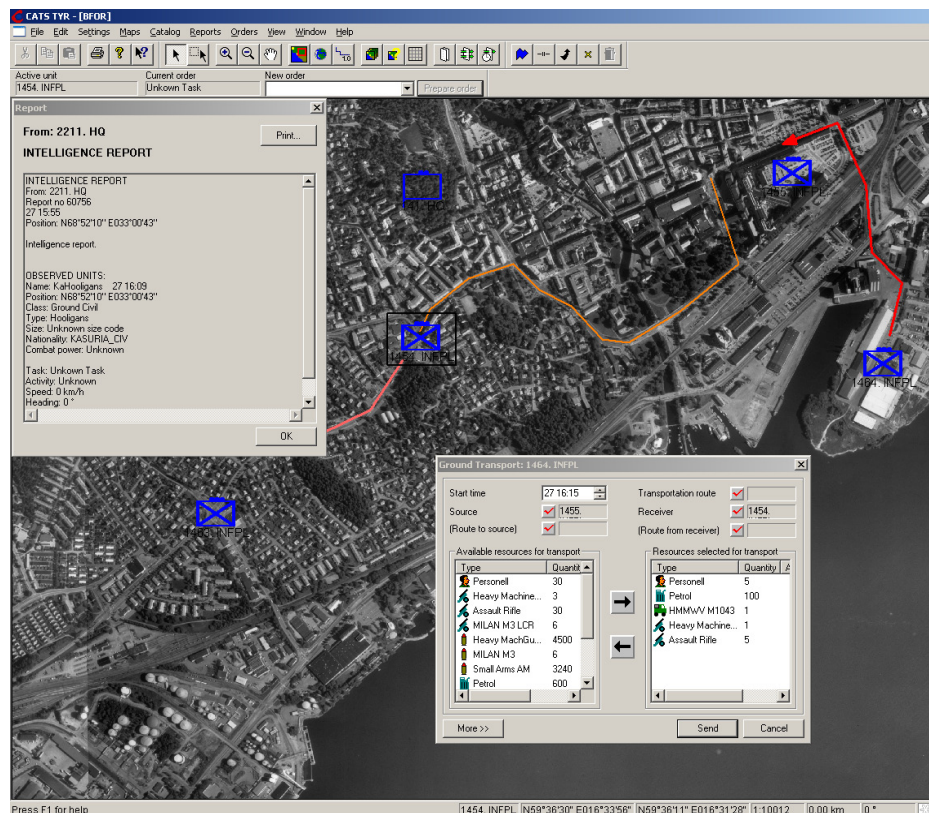 CATS TYR - [BFOR]
File Edit Settings Maps Catalog Reports Orders View Window Help
Active unit Current order New order
1454. INFPL Unkown Task Prepare order
Report
From: 2211. HQ Print...
INTELLIGENCE REPORT
INTELLIGENCE REPORT
From: 2211. HQ
Report no 60756
27 15:55
Position: N68°52'10" E033°00'43"
Intelligence report.
OBSERVED UNITS:
Name: KaHooligans 27 16:09
Position: N68°52'10" E033°00'43"
Class: Ground Civil
Type: Hooligans
Size: Unknown size code
Nationality: KASURIA_CIV
Combat power: Unknown
Task: Unkown Task
Activity: Unknown
Speed: 0 km/h
Heading: 0 °
OK
HQ
INFPL
1454. INFPL
1464. INFPL
INFPL
Ground Transport: 1464. INFPL
Start time 27 16:15 Transportation route
Source 1455. Receiver 1454.
(Route to source) (Route from receiver)
Available resources for transport Resources selected for transport
Type Quantit Type Quantity A
Personell 30 Personell 5
Heavy Machine... 3 Petrol 100
Assault Rifle 30 HMMWV M1043 1
MILAN M3 LCR 6 Heavy Machine... 1
Heavy MachGu... 4500 Assault Rifle 5
MILAN M3 6
Small Arms AM 3240
Petrol 600
More >> Send Cancel
Press F1 for help 1454. INFPL N59°36'30" E016°33'56" N59°36'11" E016°31'28" 1:10012 0.00 km 0 °